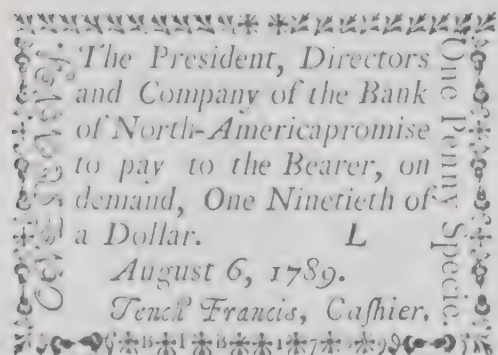 The President, Directors
and Company of the Bank
of North-Americapromise
to pay to the Bearer, on
demand, One Ninetieth of
a Dollar. L
August 6, 1789.
Tench Francis, Caſhier.
One Penny Specie.